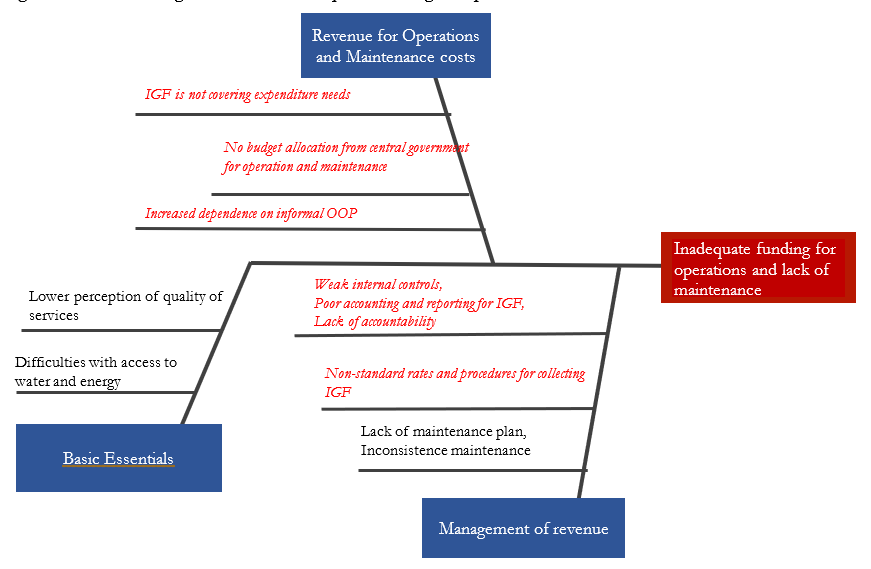 Revenue for Operations
and Maintenance costs
IGF is not covering expenditure needs
No budget allocation from central government
for operation and maintenance
Increased dependence on informal OOP
Inadequate funding for
operations and lack of
maintenance
Lower perception of quality of
services
Difficulties with access to
water and energy
Basic Essentials
Weak internal controls,
Poor accounting and reporting for IGF,
Lack of accountability
Non-standard rates and procedures for collecting
IGF
Lack of maintenance plan,
Inconsistence maintenance
Management of revenue